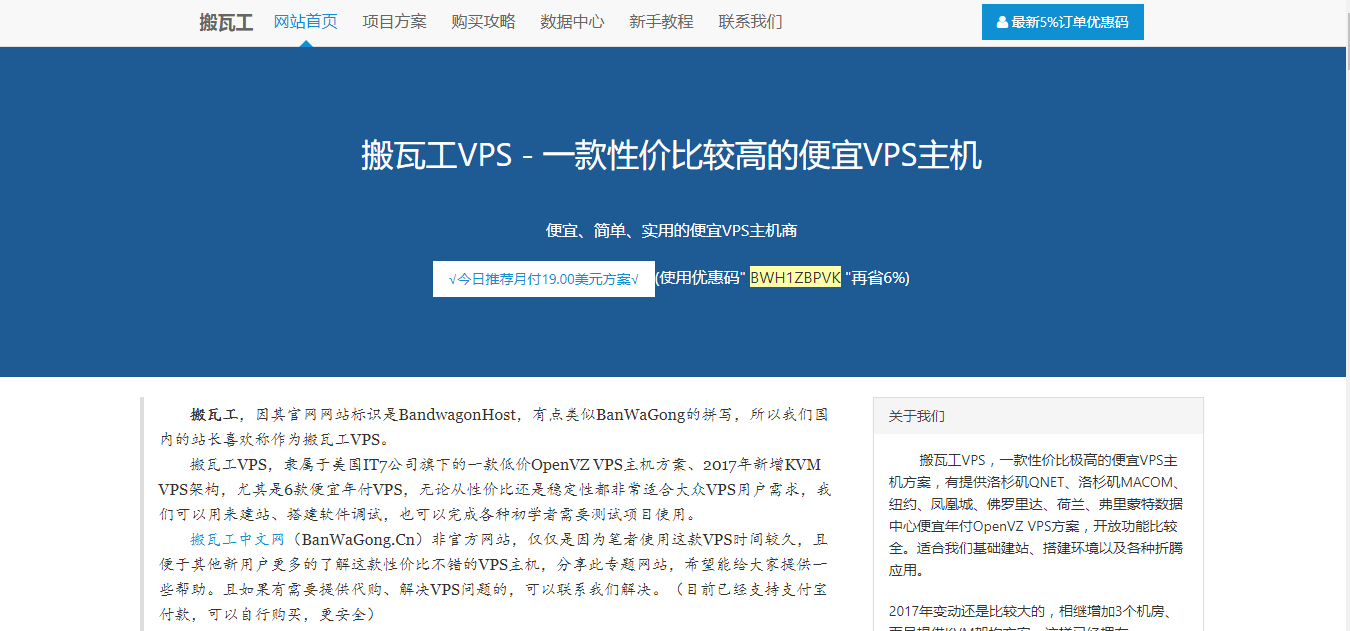 搬瓦工 网站首页 项目方案 购买攻略 数据中心 新手教程 联系我们 最新5%订单优惠码
搬瓦工VPS - 一款性价比较高的便宜VPS主机
便宜、简单、实用的便宜VPS主机商
√今日推荐月付19.00美元方案√ (使用优惠码" BWH1ZBPVK "再省6%)
搬瓦工，因其官网网站标识是BandwagonHost，有点类似BanWaGong的拼写，所以我们国
内的站长喜欢称作为搬瓦工VPS。
搬瓦工VPS，隶属于美国IT7公司旗下的一款低价OpenVZ VPS主机方案、2017年新增KVM
VPS架构，尤其是6款便宜年付VPS，无论从性价比还是稳定性都非常适合大众VPS用户需求，我
们可以用来建站、搭建软件调试，也可以完成各种初学者需要测试项目使用。
搬瓦工中文网（BanWaGong.Cn）非官方网站，仅仅是因为笔者使用这款VPS时间较久，且
便于其他新用户更多的了解这款性价比不错的VPS主机，分享此专题网站，希望能给大家提供一
些帮助。且如果有需要提供代购、解决VPS问题的，可以联系我们解决。（目前已经支持支付宝
付款，可以自行购买，更安全）
关于我们
搬瓦工VPS，一款性价比极高的便宜VPS主
机方案，有提供洛杉矶QNET、洛杉矶MACOM、
纽约、凤凰城、佛罗里达、荷兰、弗里蒙特数据
中心便宜年付OpenVZ VPS方案，开放功能比较
全。适合我们基础建站、搭建环境以及各种折腾
应用。
2017年变动还是比较大的，相继增加3个机房、